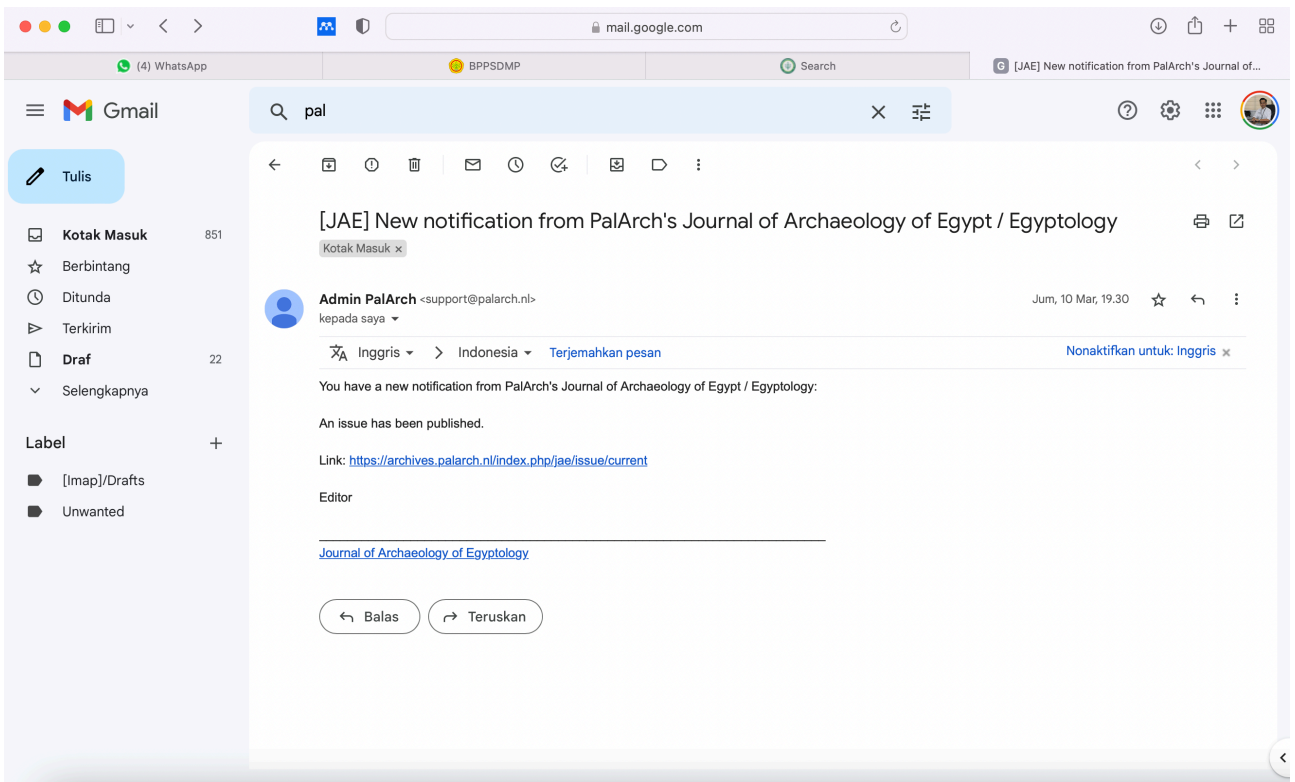 mail.google.com
(4) WhatsApp
BPPSDMP
Search
G [JAE] New notification from PalArch's Journal of...
Gmail
pal
Tulis
Kotak Masuk 851
Berbintang
Ditunda
Terkirim
Draf 22
Selengkapnya
Label
[Imap]/Drafts
Unwanted
[JAE] New notification from PalArch's Journal of Archaeology of Egypt / Egyptology
Kotak Masuk ×
Admin PalArch <support@palarch.nl>
Jum, 10 Mar, 19.30
kepada saya
Inggris > Indonesia Terjemahkan pesan
Nonaktifkan untuk: Inggris ×
You have a new notification from PalArch's Journal of Archaeology of Egypt / Egyptology:
An issue has been published.
Link: https://archives.palarch.nl/index.php/jae/issue/current
Editor
Journal of Archaeology of Egyptology
Balas
Teruskan